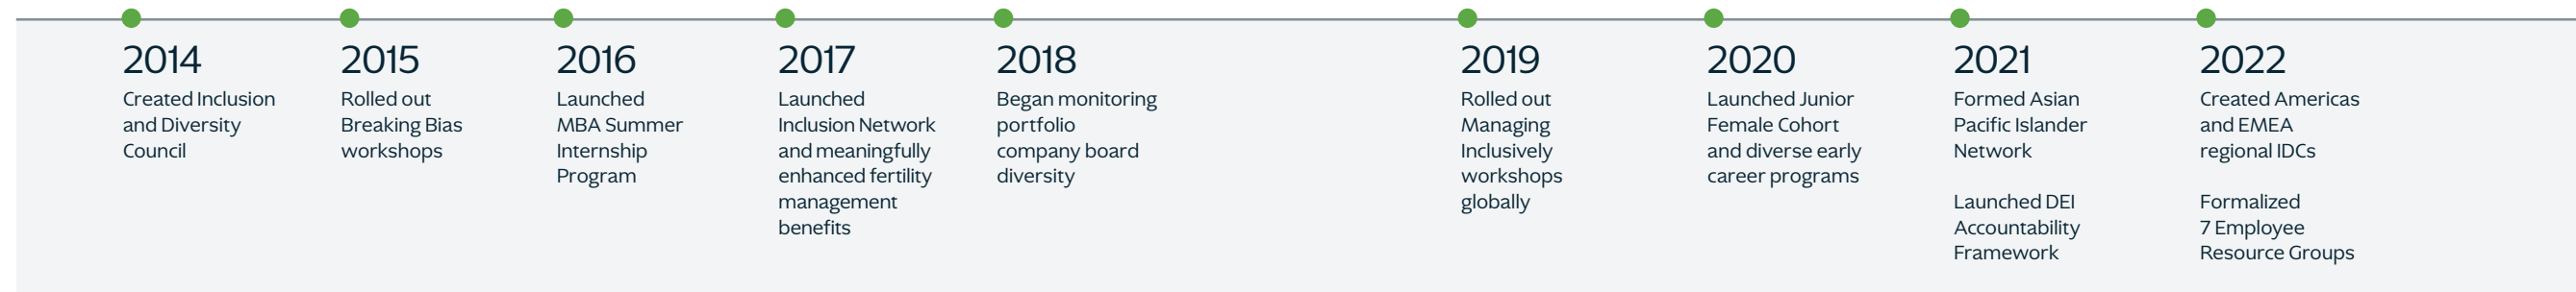 2014
Created Inclusion
and Diversity
Council
2015
Rolled out
Breaking Bias
workshops
2016
Launched
MBA Summer
Internship
Program
2017
Launched
Inclusion Network
and meaningfully
enhanced fertility
management
benefits
2018
Began monitoring
portfolio
company board
diversity
2019
Rolled out
Managing
Inclusively
workshops
globally
2020
Launched Junior
Female Cohort
and diverse early
career programs
2021
Formed Asian
Pacific Islander
Network
Launched DEI
Accountability
Framework
2022
Created Americas
and EMEA
regional IDCs
Formalized
7 Employee
Resource Groups